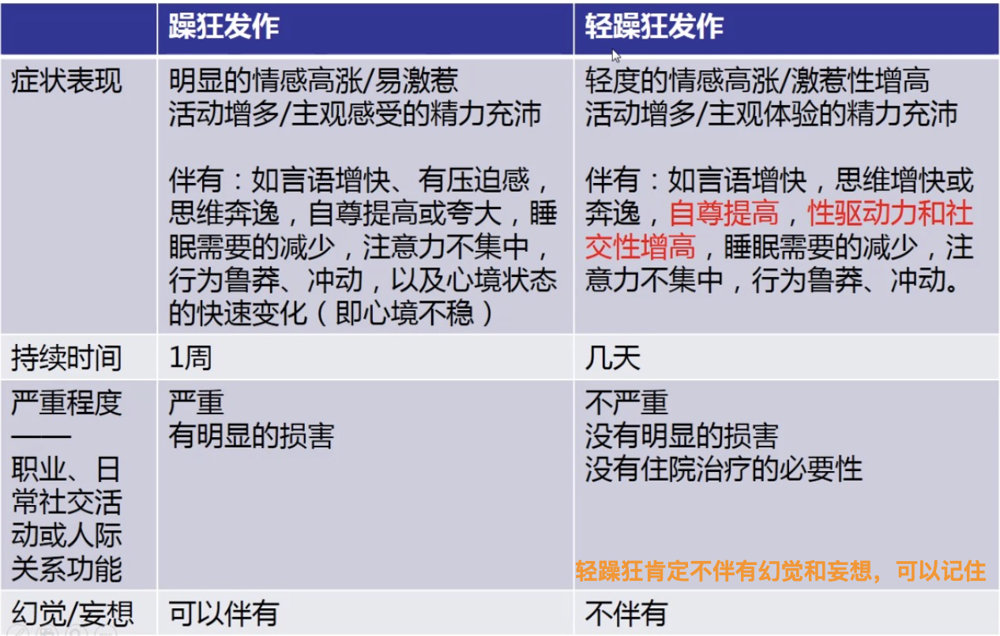 躁狂发作
轻躁狂发作
症状表现
明显的情感高涨/易激惹
活动增多/主观感受的精力充沛
伴有：如言语增快、有压迫感，
思维奔逸，自尊提高或夸大，睡
眠需要的减少，注意力不集中，
行为鲁莽、冲动，以及心境状态
的快速变化（即心境不稳）
轻度的情感高涨/激惹性增高
活动增多/主观体验的精力充沛
伴有：如言语增快，思维增快或
奔逸，自尊提高，性驱动力和社
交性增高，睡眠需要的减少，注
意力不集中，行为鲁莽、冲动。
持续时间
1周
几天
严重程度
——
职业、日
常社交活
动或人际
关系功能
严重
有明显的损害
不严重
没有明显的损害
没有住院治疗的必要性
轻躁狂肯定不伴有幻觉和妄想，可以记住
幻觉/妄想
可以伴有
不伴有